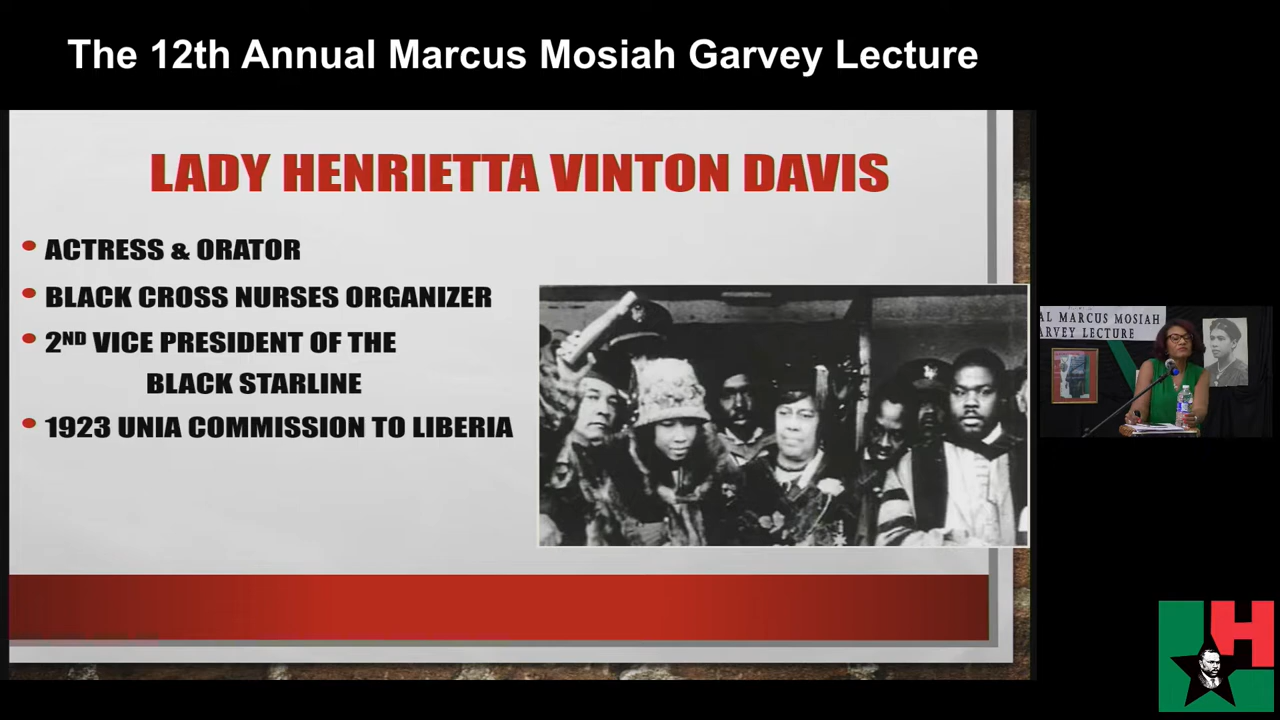 The 12th Annual Marcus Mosiah Garvey Lecture
LADY HENRIETTA VINTON DAVIS
• ACTRESS & ORATOR
• BLACK CROSS NURSES ORGANIZER
• 2ND VICE PRESIDENT OF THE
BLACK STARLINE
• 1923 UNIA COMMISSION TO LIBERIA
AL MARCUS MOSIAH
ARVEY LECTURE
LH